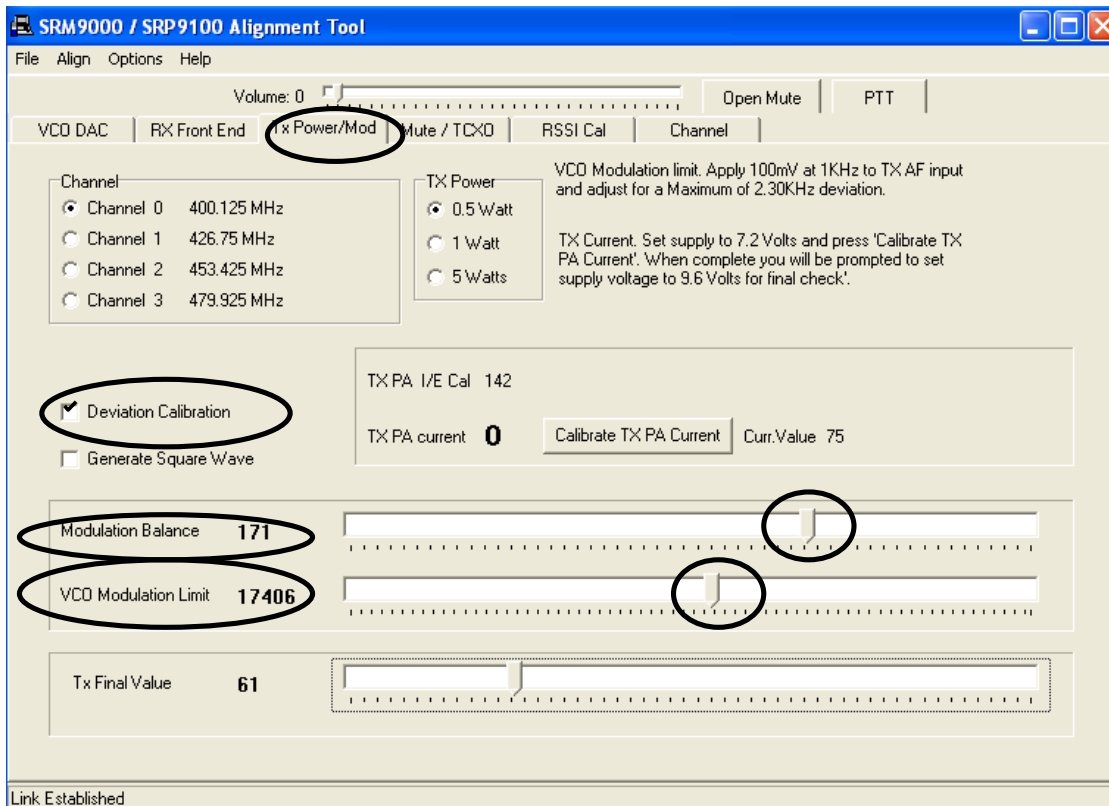 SRM9000 / SRP9100 Alignment Tool
File Align Options Help
Volume: 0 Open Mute PTT
VCO DAC RX Front End Tx Power/Mod Mute / TCXO RSSI Cal Channel
Channel
Channel 0 400.125 MHz
Channel 1 426.75 MHz
Channel 2 453.425 MHz
Channel 3 479.925 MHz
TX Power
0.5 Watt
1 Watt
5 Watts
VCO Modulation limit. Apply 100mV at 1KHz to TX AF input
and adjust for a Maximum of 2.30KHz deviation.
TX Current. Set supply to 7.2 Volts and press 'Calibrate TX
PA Current'. When complete you will be prompted to set
supply voltage to 9.6 Volts for final check'.
Deviation Calibration
Generate Square Wave
TX PA I/E Cal 142
TX PA current 0 Calibrate TX PA Current Curr.Value 75
Modulation Balance 171
VCO Modulation Limit 17406
Tx Final Value 61
Link Established